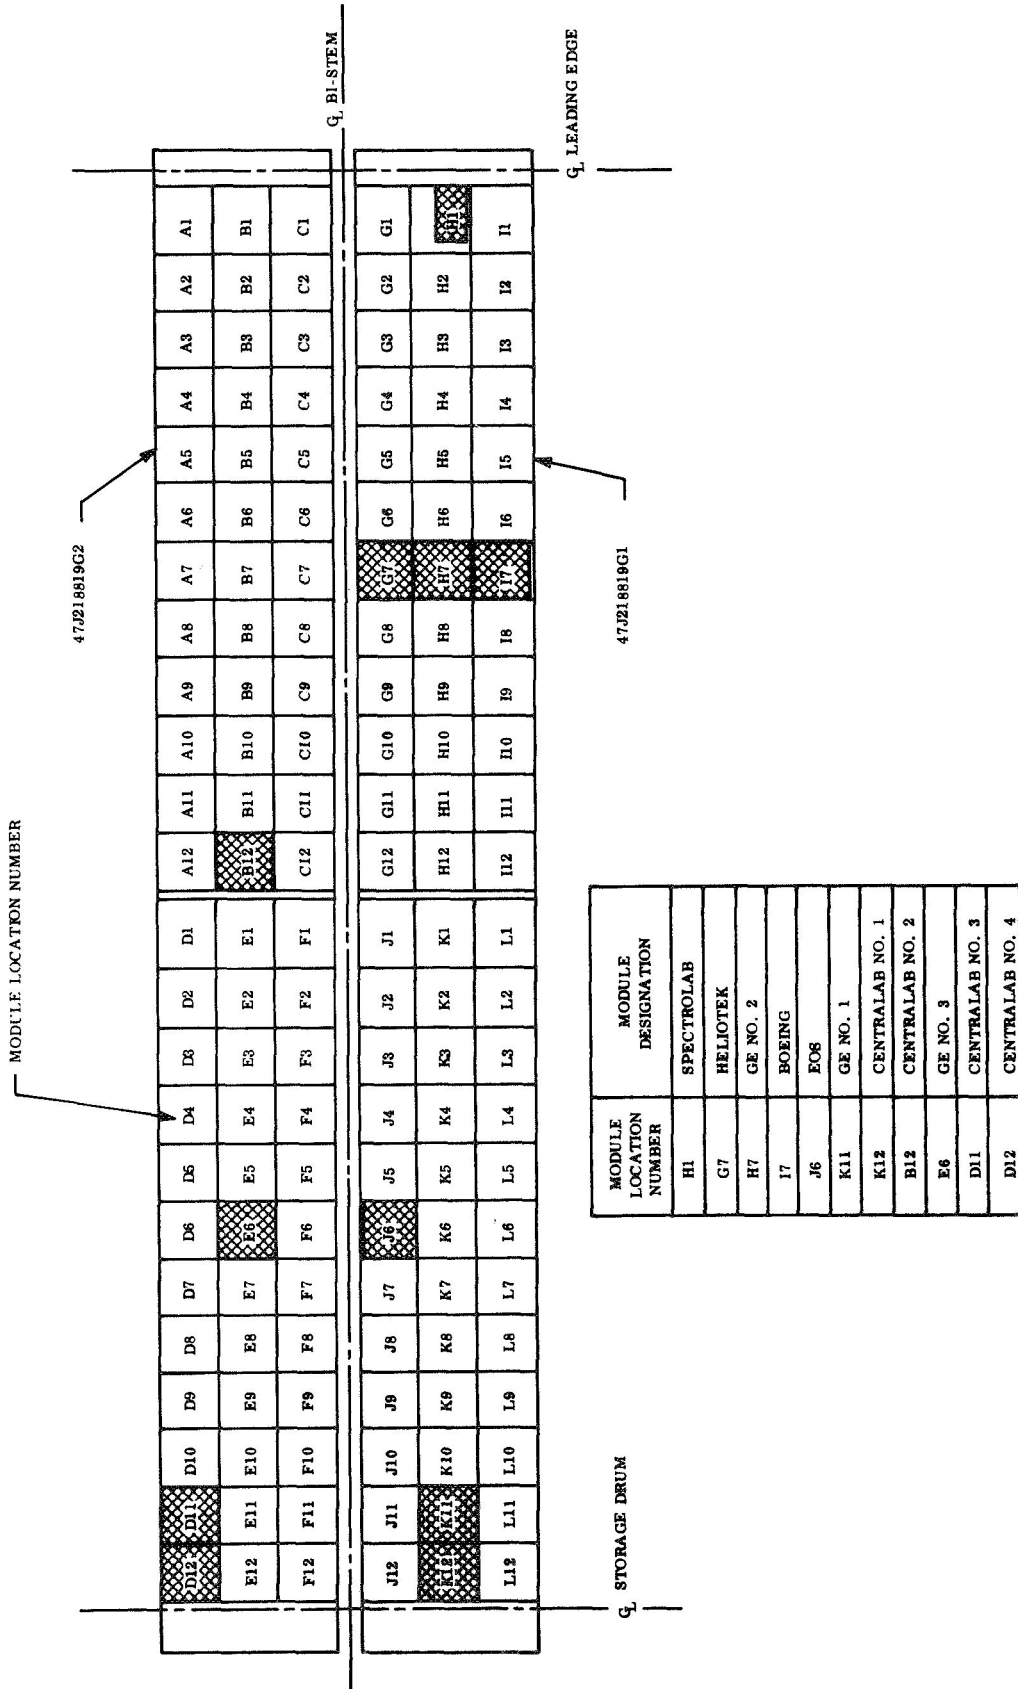 MODULE LOCATION NUMBER
47J218819G2
D12 D11 D10 D9 D8 D7 D6 D5 D4 D3 D2 D1 A12 A11 A10 A9 A8 A7 A6 A5 A4 A3 A2 A1
E12 E11 E10 E9 E8 E7 E6 E5 E4 E3 E2 E1 B12 B11 B10 B9 B8 B7 B6 B5 B4 B3 B2 B1
F12 F11 F10 F9 F8 F7 F6 F5 F4 F3 F2 F1 C12 C11 C10 C9 C8 C7 C6 C5 C4 C3 C2 C1
℄ BI-STEM
J12 J11 J10 J9 J8 J7 J6 J5 J4 J3 J2 J1 G12 G11 G10 G9 G8 G7 G6 G5 G4 G3 G2 G1
K12 K11 K10 K9 K8 K7 K6 K5 K4 K3 K2 K1 H12 H11 H10 H9 H8 H7 H6 H5 H4 H3 H2 H1
L12 L11 L10 L9 L8 L7 L6 L5 L4 L3 L2 L1 I12 I11 I10 I9 I8 I7 I6 I5 I4 I3 I2 I1
℄ STORAGE DRUM
47J218819G1
℄ LEADING EDGE
MODULE LOCATION NUMBER MODULE DESIGNATION
H1 SPECTROLAB
G7 HELIOTEK
H7 GE NO. 2
I7 BOEING
J6 EOS
K11 GE NO. 1
K12 CENTRALAB NO. 1
B12 CENTRALAB NO. 2
E6 GE NO. 3
D11 CENTRALAB NO. 3
D12 CENTRALAB NO. 4